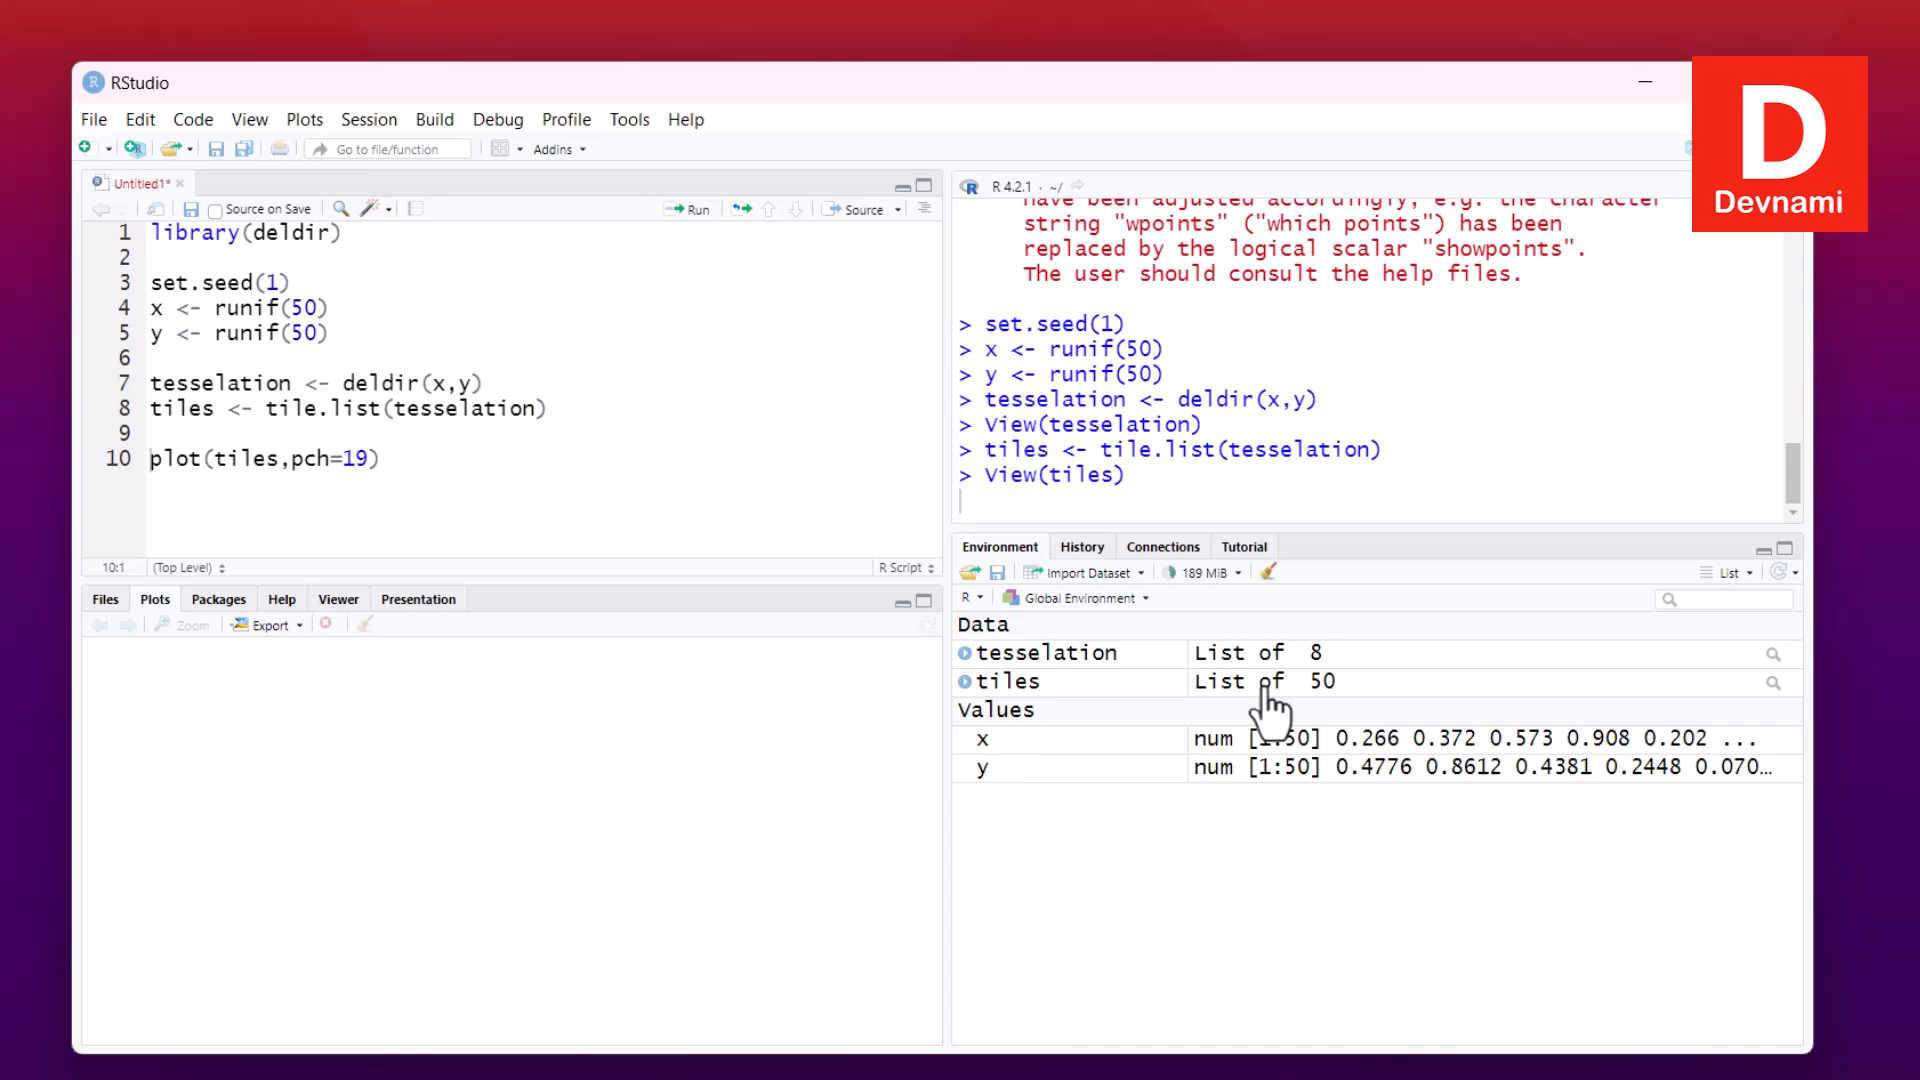 RStudio
File Edit Code View Plots Session Build Debug Profile Tools Help
Go to file/function Addins
Untitled1*
Source on Save Run Source
1 library(deldir)
2
3 set.seed(1)
4 x <- runif(50)
5 y <- runif(50)
6
7 tesselation <- deldir(x,y)
8 tiles <- tile.list(tesselation)
9
10 plot(tiles,pch=19)
10:1 (Top Level) R Script
Files Plots Packages Help Viewer Presentation
Zoom Export
R 4.2.1 · ~/
have been adjusted accordingly, e.g. the character
string "wpoints" ("which points") has been
replaced by the logical scalar "showpoints".
The user should consult the help files.
> set.seed(1)
> x <- runif(50)
> y <- runif(50)
> tesselation <- deldir(x,y)
> View(tesselation)
> tiles <- tile.list(tesselation)
> View(tiles)
Environment History Connections Tutorial
Import Dataset 189 MiB List
R Global Environment
Data
tesselation List of 8
tiles List of 50
Values
x num [1:50] 0.266 0.372 0.573 0.908 0.202 ...
y num [1:50] 0.4776 0.8612 0.4381 0.2448 0.070…
D
Devnami